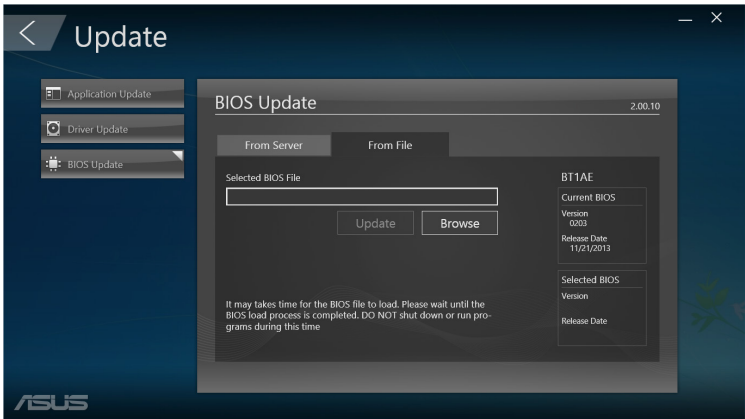 Update
Application Update
Driver Update
BIOS Update
BIOS Update
2.00.10
From Server
From File
Selected BIOS File
Update
Browse
It may takes time for the BIOS file to load. Please wait until the
BIOS load process is completed. DO NOT shut down or run pro-
grams during this time
BT1AE
Current BIOS
Version
0203
Release Date
11/21/2013
Selected BIOS
Version
Release Date
ASUS